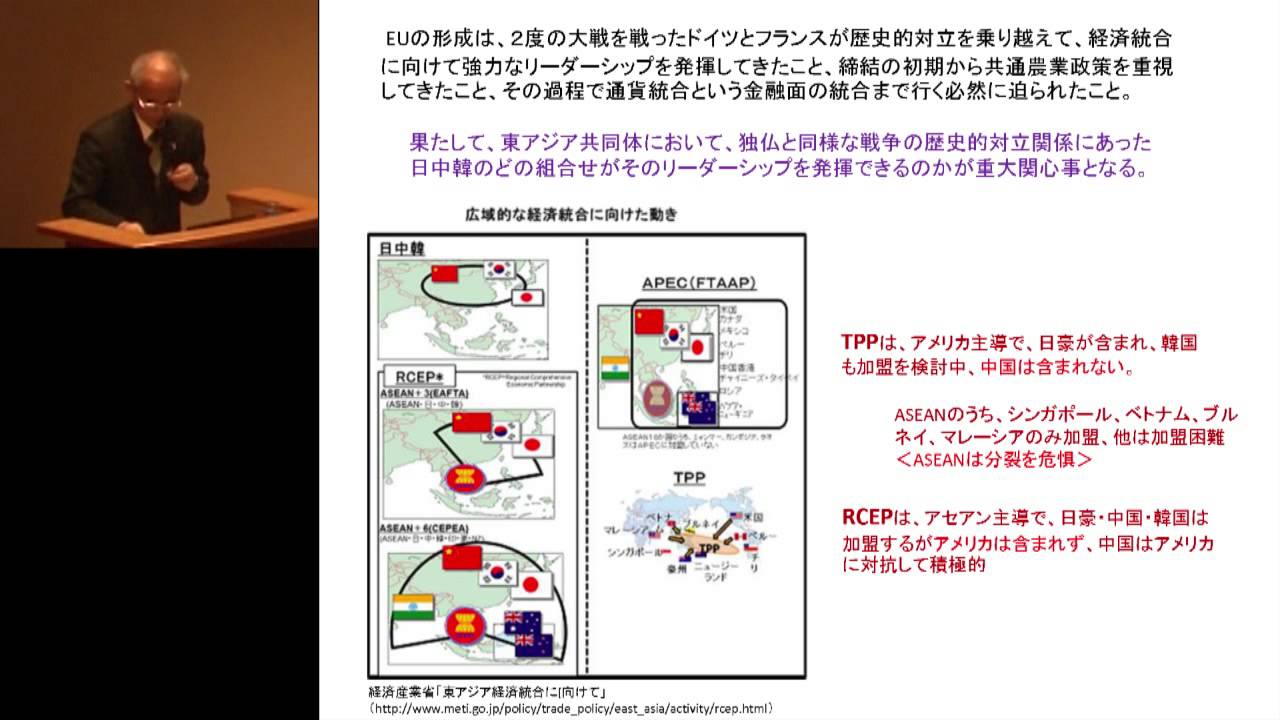 EUの形成は、２度の大戦を戦ったドイツとフランスが歴史的対立を乗り越えて、経済統合
に向けて強力なリーダーシップを発揮してきたこと、締結の初期から共通農業政策を重視
してきたこと、その過程で通貨統合という金融面の統合まで行く必然に迫られたこと。
果たして、東アジア共同体において、独仏と同様な戦争の歴史的対立関係にあった
日中韓のどの組合せがそのリーダーシップを発揮できるのかが重大関心事となる。
広域的な経済統合に向けた動き
日中韓
RCEP*
*RCEP=Regional Comprehensive
Economic Partnership
ASEAN＋3(EAFTA)
(ASEAN・日・中・韓)
ASEAN＋6(CEPEA)
(ASEAN・日・中・韓・印・豪・NZ)
APEC(FTAAP)
米国
カナダ
メキシコ
ペルー
チリ
中国香港
チャイニーズ・タイペイ
ロシア
パプア・
ニューギニア
ASEAN10か国のうち、ミャンマー、カンボジア、ラオ
スはAPECに加盟していない
TPP
ベトナム
ブルネイ
米国
マレーシア
ペルー
シンガポール
TPP
チリ
豪州
ニュージー
ランド
TPPは、アメリカ主導で、日豪が含まれ、韓国
も加盟を検討中、中国は含まれない。
ASEANのうち、シンガポール、ベトナム、ブル
ネイ、マレーシアのみ加盟、他は加盟困難
＜ASEANは分裂を危惧＞
RCEPは、アセアン主導で、日豪・中国・韓国は
加盟するがアメリカは含まれず、中国はアメリカ
に対抗して積極的
経済産業省「東アジア経済統合に向けて」
（http://www.meti.go.jp/policy/trade_policy/east_asia/activity/rcep.html）